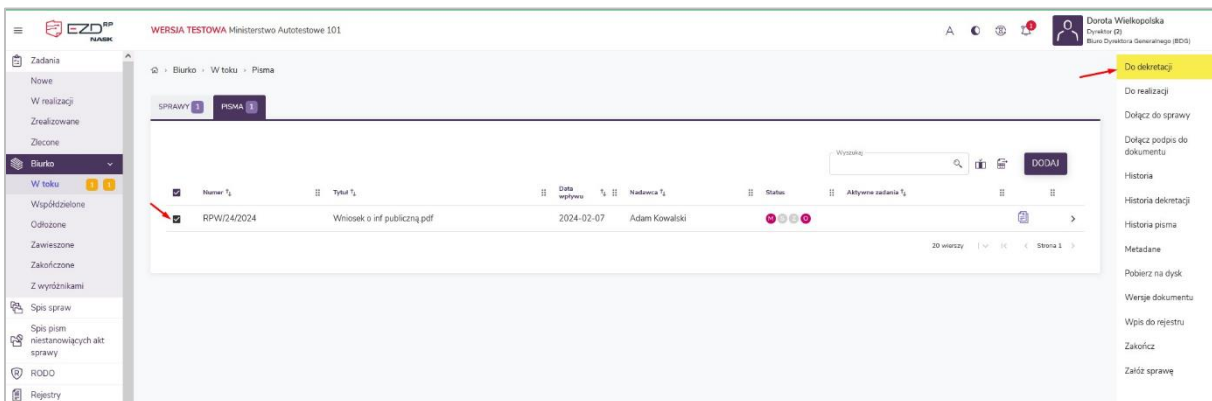 EZD RP
NASK
WERSJA TESTOWA Ministerstwo Autotestowe 101
A
1
Dorota Wielkopolska
Dyrektor (2)
Biuro Dyrektora Generalnego (BDG)
Zadania
Nowe
W realizacji
Zrealizowane
Zlecone
Biurko
W toku 1 1
Współdzielone
Odłożone
Zawieszone
Zakończone
Z wyróżnikami
Spis spraw
Spis pism
niestanowiących akt
sprawy
RODO
Rejestry
Biurko › W toku › Pisma
SPRAWY 1 PISMA 1
Wyszukaj
DODAJ
Numer Tytuł Data wpływu Nadawca Status Aktywne zadania
RPW/24/2024 Wniosek o inf publiczną.pdf 2024-02-07 Adam Kowalski
20 wierszy Strona 1
Do dekretacji
Do realizacji
Dołącz do sprawy
Dołącz podpis do
dokumentu
Historia
Historia dekretacji
Historia pisma
Metadane
Pobierz na dysk
Wersje dokumentu
Wpis do rejestru
Zakończ
Załóż sprawę